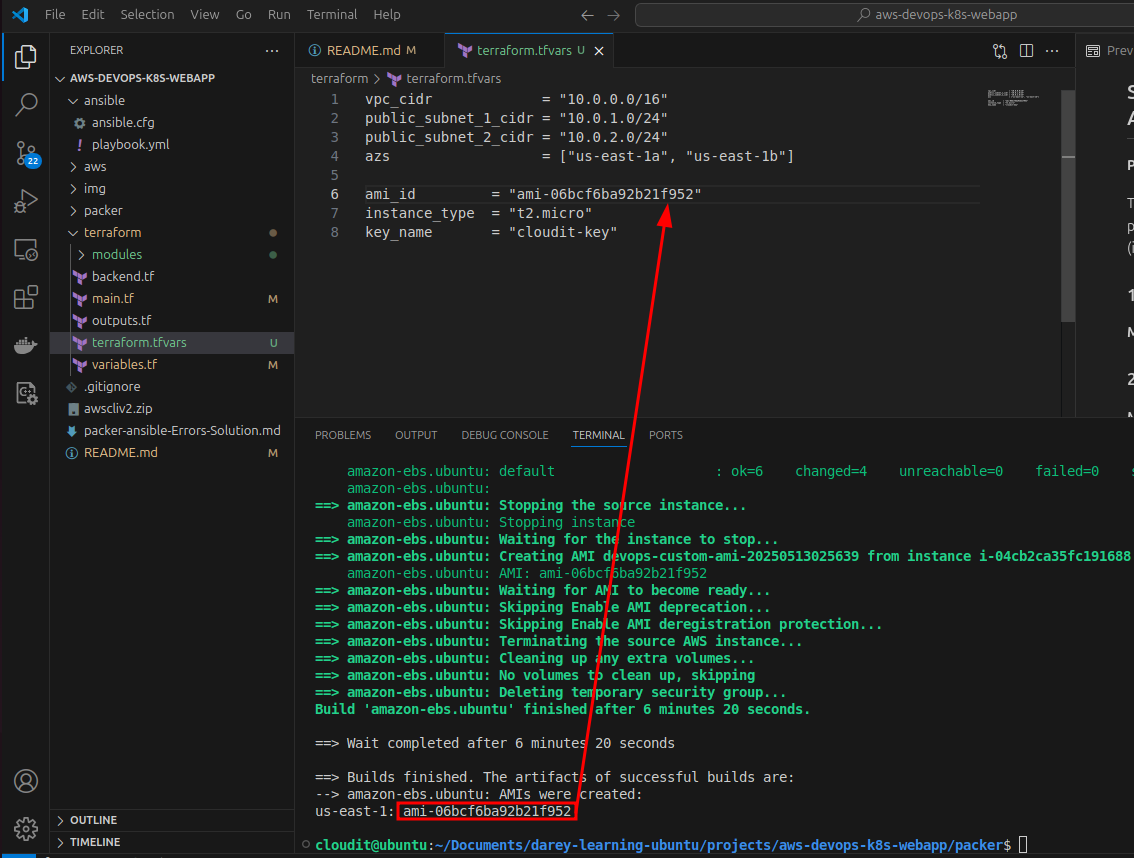 File Edit Selection View Go Run Terminal Help
aws-devops-k8s-webapp
EXPLORER
AWS-DEVOPS-K8S-WEBAPP
ansible
ansible.cfg
! playbook.yml
aws
img
packer
terraform
modules
backend.tf
main.tf M
outputs.tf
terraform.tfvars U
variables.tf M
.gitignore
awscliv2.zip
packer-ansible-Errors-Solution.md
README.md M
OUTLINE
TIMELINE
22
README.md M
terraform.tfvars U
Prev
terraform > terraform.tfvars
1 vpc_cidr = "10.0.0.0/16"
2 public_subnet_1_cidr = "10.0.1.0/24"
3 public_subnet_2_cidr = "10.0.2.0/24"
4 azs = ["us-east-1a", "us-east-1b"]
5
6 ami_id = "ami-06bcf6ba92b21f952"
7 instance_type = "t2.micro"
8 key_name = "cloudit-key"
PROBLEMS OUTPUT DEBUG CONSOLE TERMINAL PORTS
amazon-ebs.ubuntu: default : ok=6 changed=4 unreachable=0 failed=0
amazon-ebs.ubuntu:
==> amazon-ebs.ubuntu: Stopping the source instance...
amazon-ebs.ubuntu: Stopping instance
==> amazon-ebs.ubuntu: Waiting for the instance to stop...
==> amazon-ebs.ubuntu: Creating AMI devops-custom-ami-20250513025639 from instance i-04cb2ca35fc191688
amazon-ebs.ubuntu: AMI: ami-06bcf6ba92b21f952
==> amazon-ebs.ubuntu: Waiting for AMI to become ready...
==> amazon-ebs.ubuntu: Skipping Enable AMI deprecation...
==> amazon-ebs.ubuntu: Skipping Enable AMI deregistration protection...
==> amazon-ebs.ubuntu: Terminating the source AWS instance...
==> amazon-ebs.ubuntu: Cleaning up any extra volumes...
==> amazon-ebs.ubuntu: No volumes to clean up, skipping
==> amazon-ebs.ubuntu: Deleting temporary security group...
Build 'amazon-ebs.ubuntu' finished after 6 minutes 20 seconds.
==> Wait completed after 6 minutes 20 seconds
==> Builds finished. The artifacts of successful builds are:
--> amazon-ebs.ubuntu: AMIs were created:
us-east-1: ami-06bcf6ba92b21f952
cloudit@ubuntu:~/Documents/darey-learning-ubuntu/projects/aws-devops-k8s-webapp/packer$